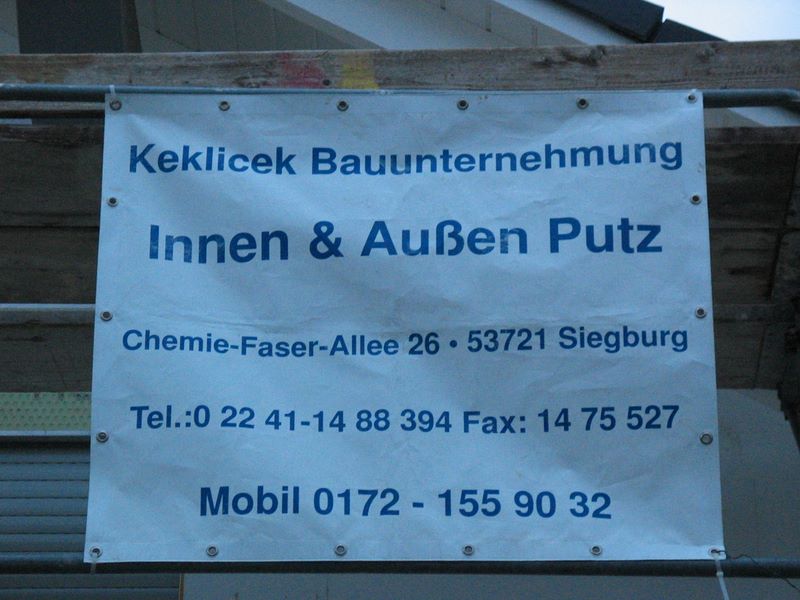 Keklicek Bauunternehmung
Innen & Außen Putz
Chemie-Faser-Allee 26 • 53721 Siegburg
Tel.:0 22 41-14 88 394 Fax: 14 75 527
Mobil 0172 - 155 90 32